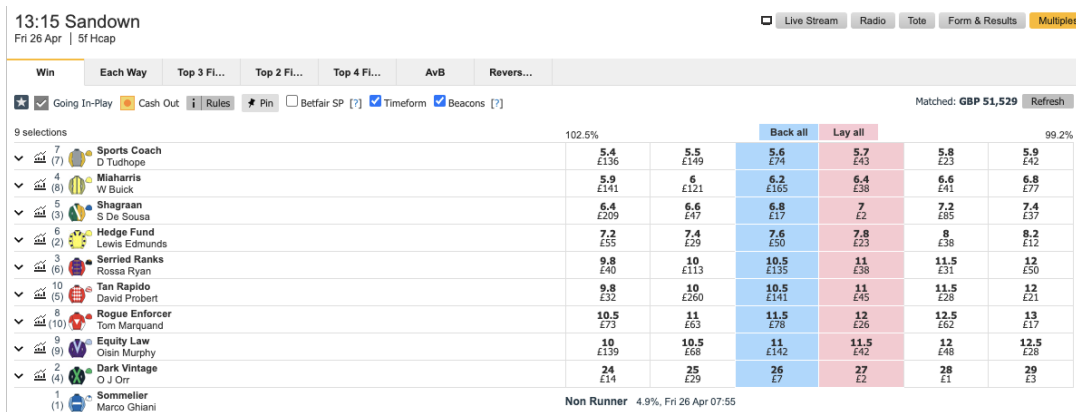 13:15 Sandown
Live Stream Radio Tote Form & Results Multiples
Fri 26 Apr | 5f Hcap
Win Each Way Top 3 Fi... Top 2 Fi... Top 4 Fi... AvB Revers...
Going In-Play Cash Out i Rules Pin Betfair SP [?] Timeform [?] Beacons [?] Matched: GBP 51,529 Refresh
9 selections 102.5% Back all Lay all 99.2%
7 Sports Coach 5.4 5.5 5.6 5.7 5.8 5.9
(7) D Tudhope £136 £149 £74 £43 £23 £42
4 Miaharris 5.9 6 6.2 6.4 6.6 6.8
(8) W Buick £141 £121 £165 £38 £41 £77
5 Shagraan 6.4 6.6 6.8 7 7.2 7.4
(3) S De Sousa £209 £47 £17 £2 £85 £37
6 Hedge Fund 7.2 7.4 7.6 7.8 8 8.2
(2) Lewis Edmunds £55 £29 £50 £23 £38 £12
3 Serried Ranks 9.8 10 10.5 11 11.5 12
(6) Rossa Ryan £40 £113 £135 £38 £31 £50
10 Tan Rapido 9.8 10 10.5 11 11.5 12
(5) David Probert £32 £260 £141 £45 £28 £21
8 Rogue Enforcer 10.5 11 11.5 12 12.5 13
(10) Tom Marquand £73 £63 £78 £26 £62 £17
9 Equity Law 10 10.5 11 11.5 12 12.5
(9) Oisin Murphy £139 £68 £142 £42 £48 £28
2 Dark Vintage 24 25 26 27 28 29
(4) O J Orr £14 £29 £7 £2 £1 £3
1 Sommelier
(1) Marco Ghiani Non Runner 4.9%, Fri 26 Apr 07:55